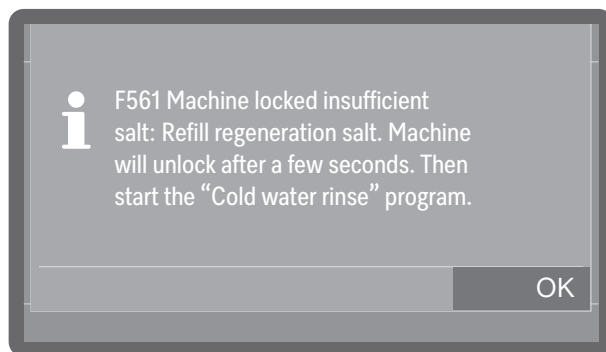 F561 Machine locked insufficient
salt: Refill regeneration salt. Machine
will unlock after a few seconds. Then
start the “Cold water rinse” program.
OK